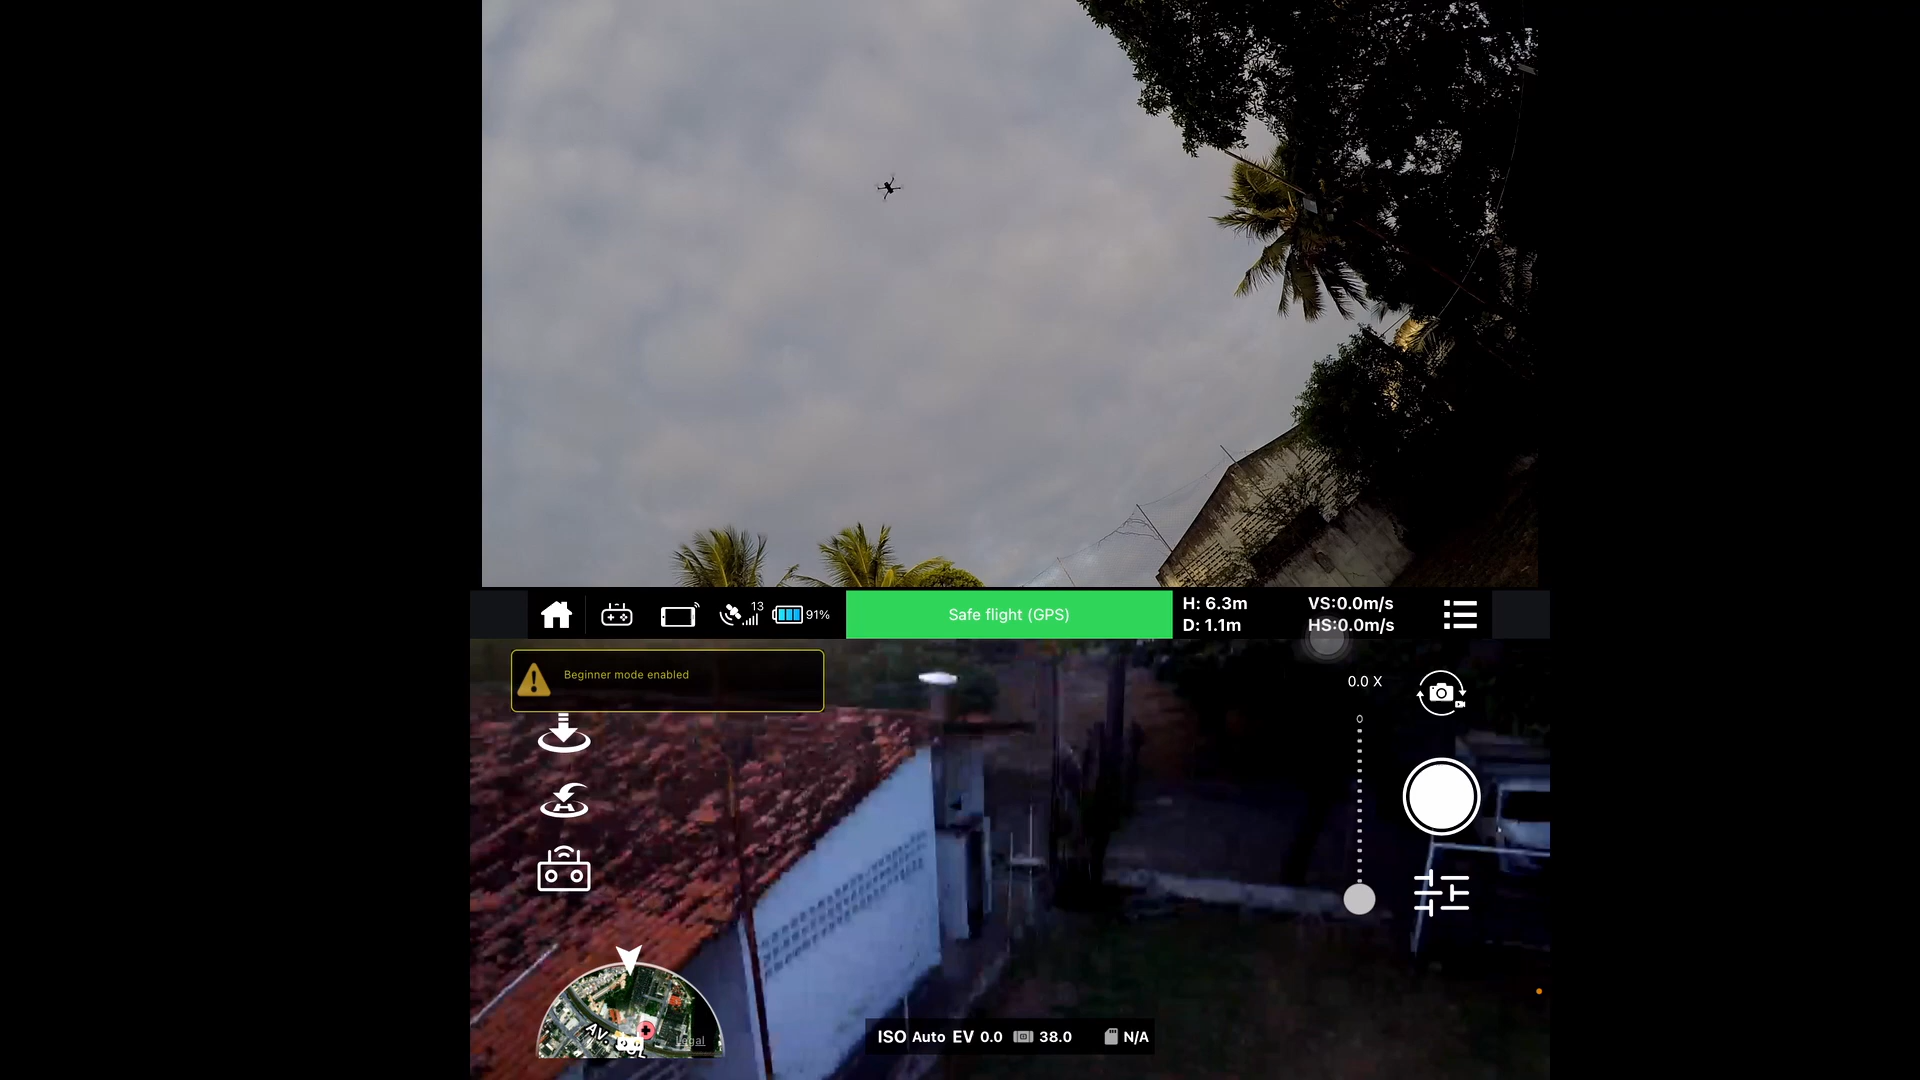 13
91%
Safe flight (GPS)
H: 6.3m
VS:0.0m/s
D: 1.1m
HS:0.0m/s
Beginner mode enabled
0.0 X
AV.
Legal
ISO Auto EV 0.0 38.0 N/A